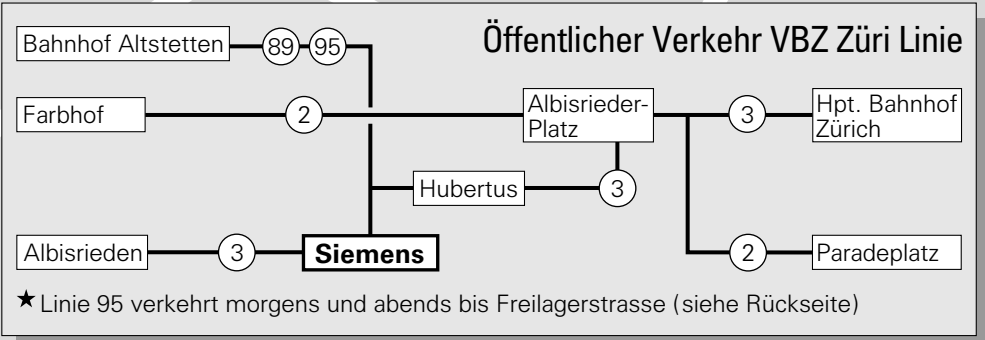 Öffentlicher Verkehr VBZ Züri Linie
Bahnhof Altstetten 89 95
Farbhof 2 Albisrieder-
Platz 3 Hpt. Bahnhof
Zürich
Hubertus 3
Albisrieden 3 Siemens 2 Paradeplatz
★ Linie 95 verkehrt morgens und abends bis Freilagerstrasse (siehe Rückseite)